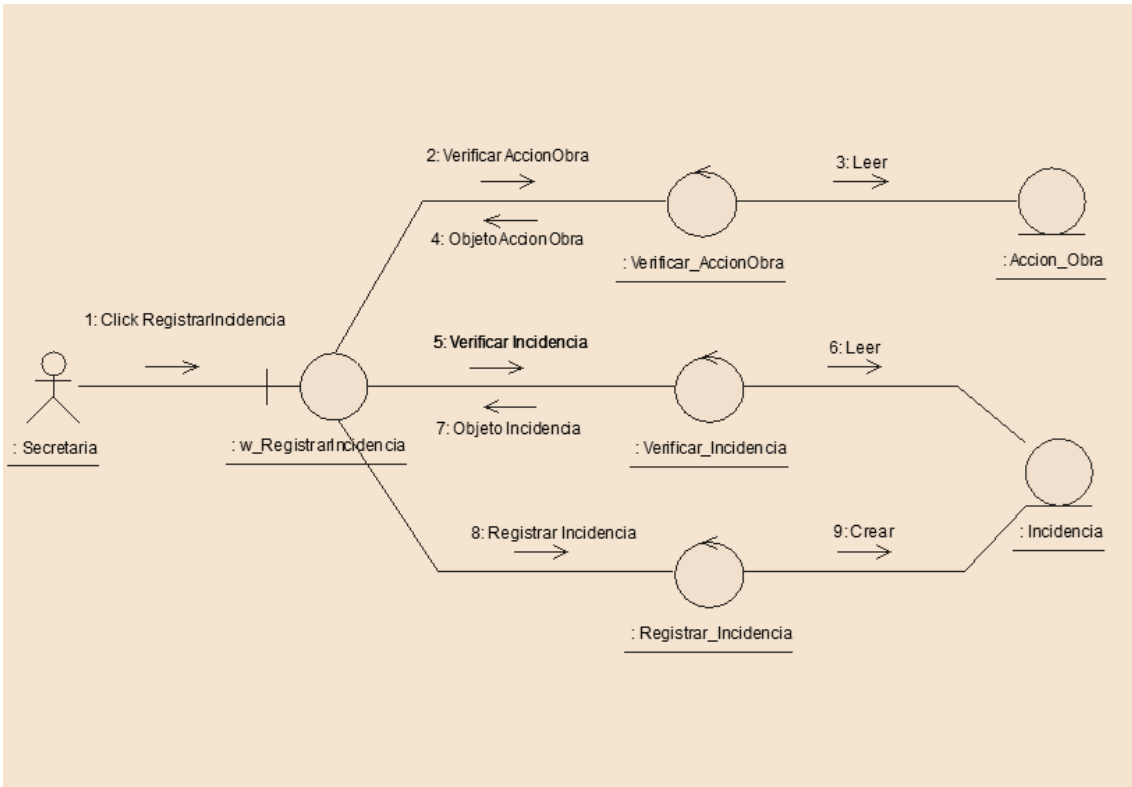 2: Verificar AccionObra
3: Leer
4: Objeto AccionObra
: Verificar_AccionObra
: Accion_Obra
1: Click RegistrarIncidencia
5: Verificar Incidencia
6: Leer
7: Objeto Incidencia
: Secretaria
: w_RegistrarIncidencia
: Verificar_Incidencia
8: Registrar Incidencia
9: Crear
: Incidencia
: Registrar_Incidencia